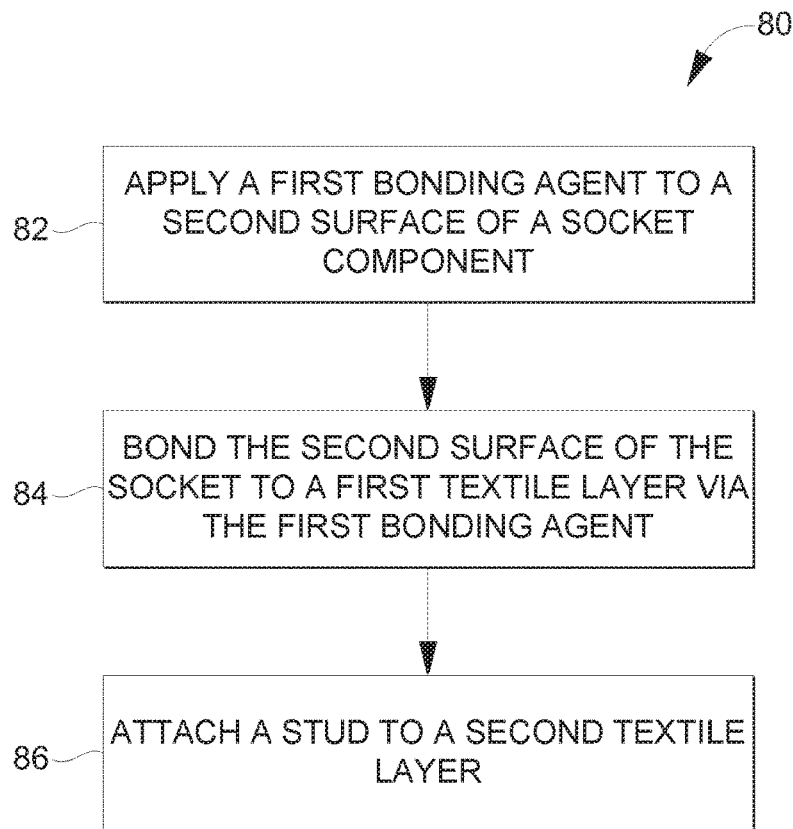 80
82
APPLY A FIRST BONDING AGENT TO A
SECOND SURFACE OF A SOCKET
COMPONENT
84
BOND THE SECOND SURFACE OF THE
SOCKET TO A FIRST TEXTILE LAYER VIA
THE FIRST BONDING AGENT
86
ATTACH A STUD TO A SECOND TEXTILE
LAYER